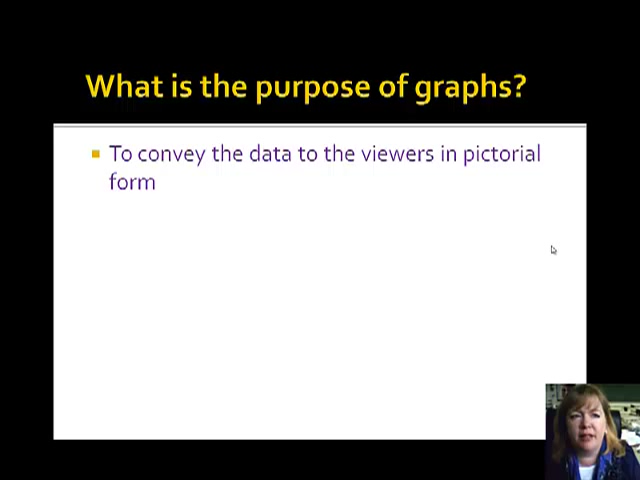 What is the purpose of graphs?
To convey the data to the viewers in pictorial
form